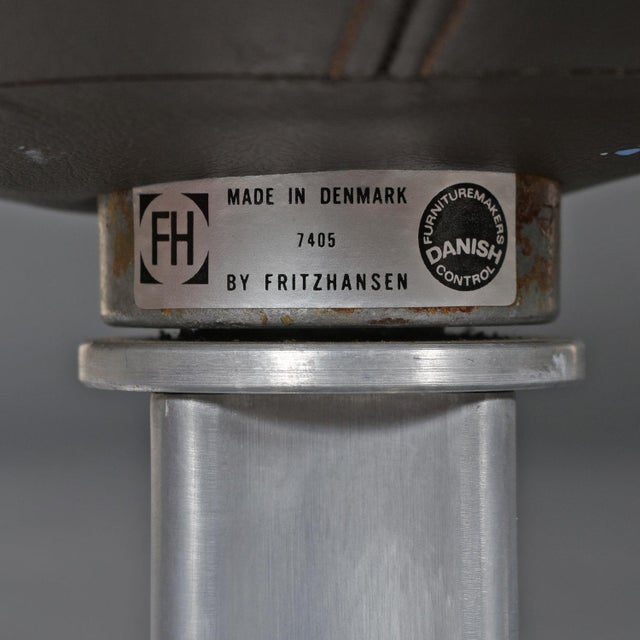 FH
MADE IN DENMARK
7405
BY FRITZHANSEN
FURNITUREMAKERS
DANISH
CONTROL